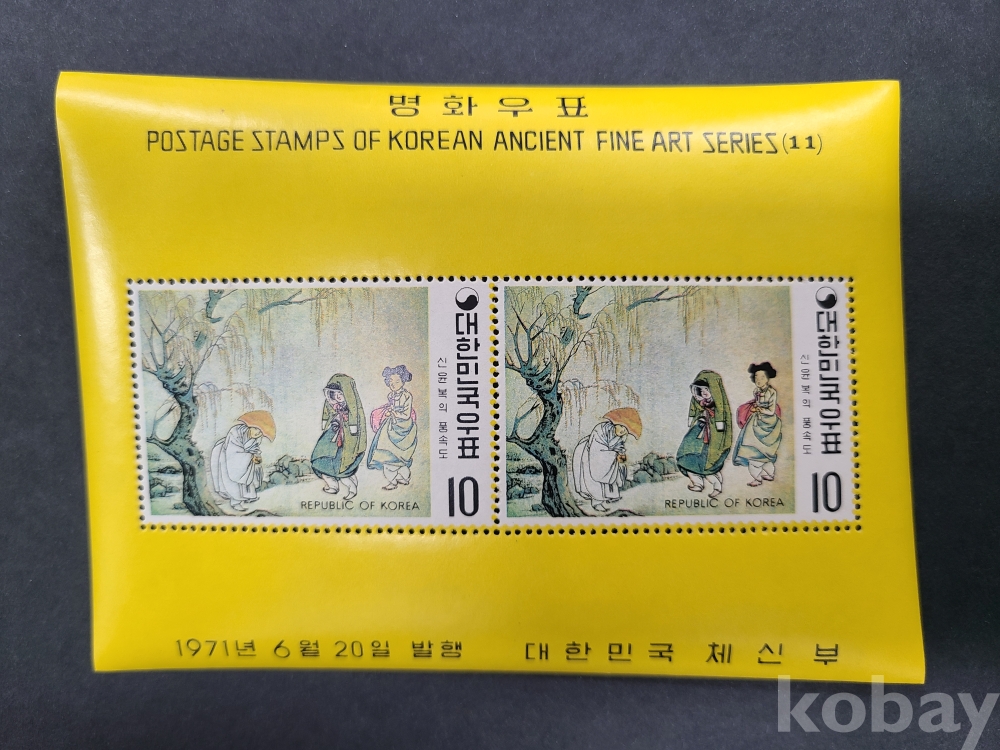 명화우표
POSTAGE STAMPS OF KOREAN ANCIENT FINE ART SERIES(11)
대한민국우표
신윤복의 풍속도
REPUBLIC OF KOREA
10
대한민국우표
신윤복의 풍속도
REPUBLIC OF KOREA
10
1971년 6월 20일 발행 대한민국 체신부
kobay